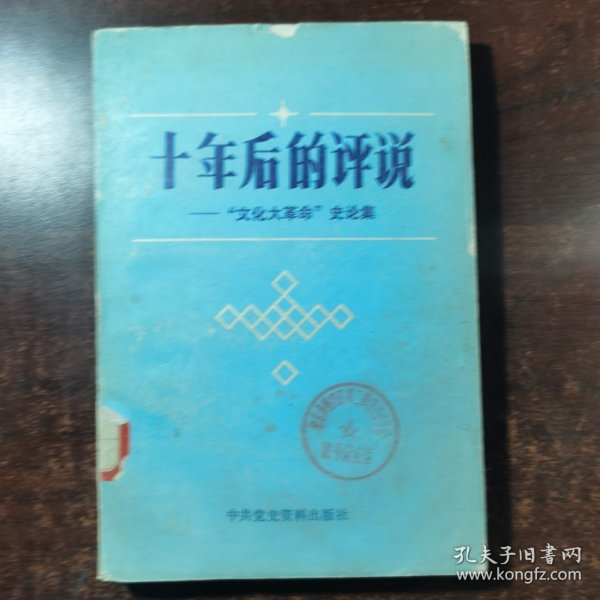 十年后的评说
——“文化大革命”史论集
中共党史资料出版社
孔夫子旧书网
www.kongfz.com